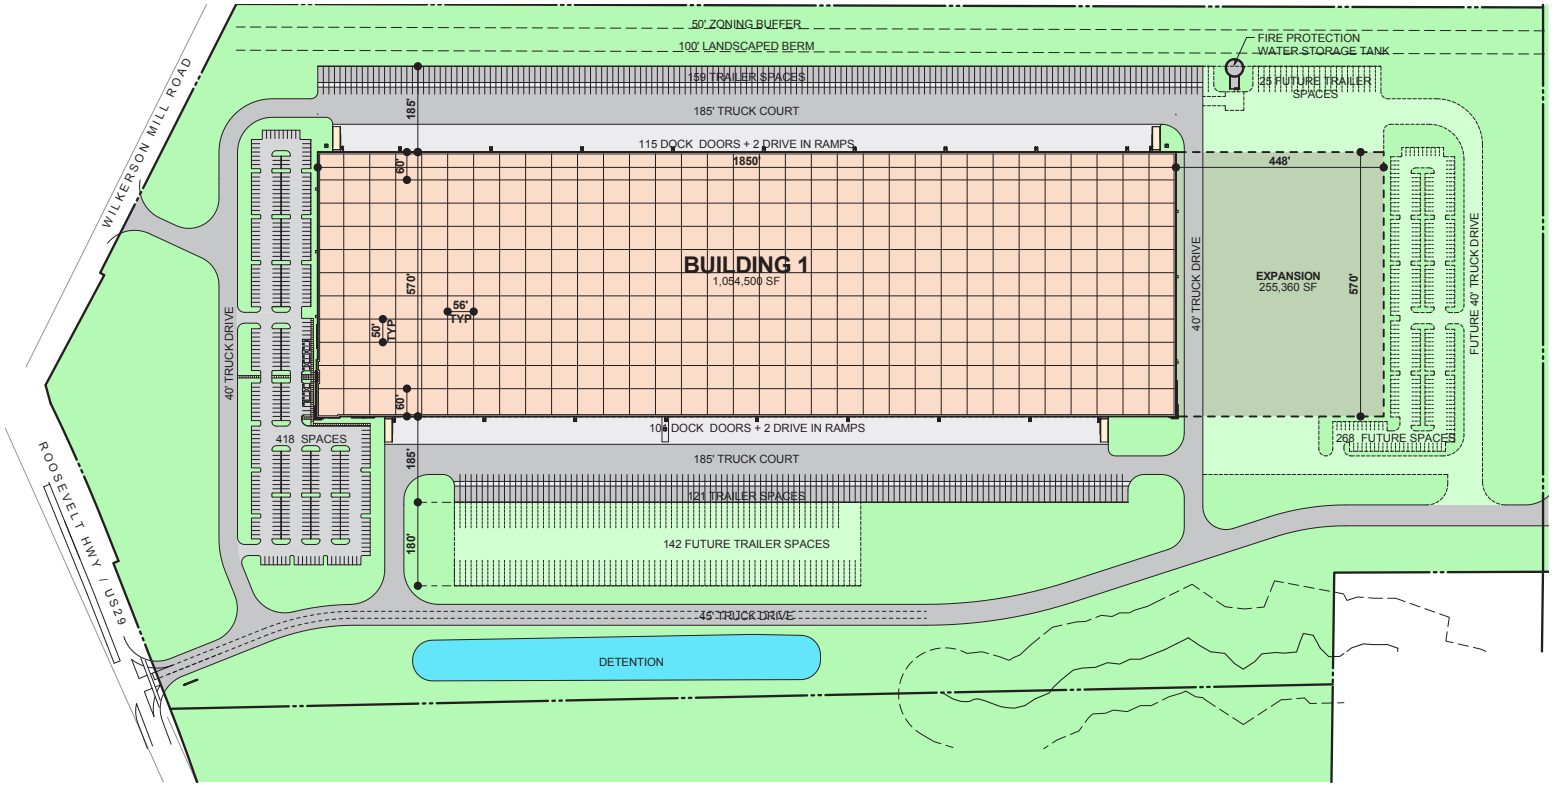 50' ZONING BUFFER
100' LANDSCAPED BERM
FIRE PROTECTION
WATER STORAGE TANK
159 TRAILER SPACES
25 FUTURE TRAILER
SPACES
185'
185' TRUCK COURT
WILKERSON MILL ROAD
115 DOCK DOORS + 2 DRIVE IN RAMPS
60'
1850'
448'
BUILDING 1
1,054,500 SF
570'
EXPANSION
255,360 SF
570'
56'
TYP
50'
TYP
40' TRUCK DRIVE
40' TRUCK DRIVE
FUTURE 40' TRUCK DRIVE
60'
DOCK DOORS + 2 DRIVE IN RAMPS
418 SPACES
268 FUTURE SPACES
185'
185' TRUCK COURT
121 TRAILER SPACES
180'
142 FUTURE TRAILER SPACES
ROOSEVELT HWY / US29
45' TRUCK DRIVE
DETENTION